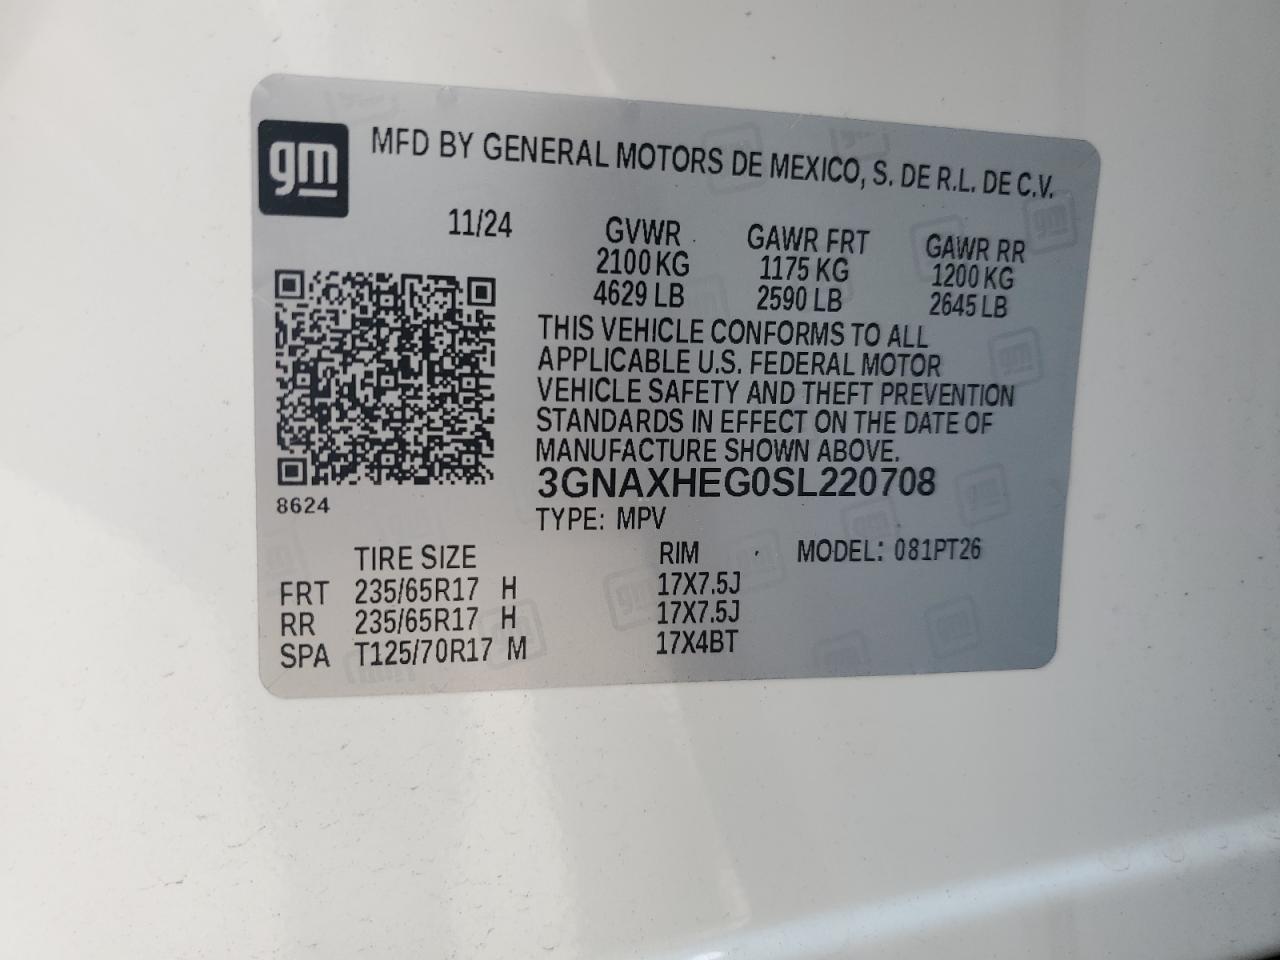 gm
MFD BY GENERAL MOTORS DE MEXICO, S. DE R.L. DE C.V.
11/24 GVWR GAWR FRT GAWR RR
2100 KG 1175 KG 1200 KG
4629 LB 2590 LB 2645 LB
THIS VEHICLE CONFORMS TO ALL
APPLICABLE U.S. FEDERAL MOTOR
VEHICLE SAFETY AND THEFT PREVENTION
STANDARDS IN EFFECT ON THE DATE OF
MANUFACTURE SHOWN ABOVE.
3GNAXHEG0SL220708
8624
TYPE: MPV
TIRE SIZE RIM MODEL: 081PT26
FRT 235/65R17 H 17X7.5J
RR 235/65R17 H 17X7.5J
SPA T125/70R17 M 17X4BT